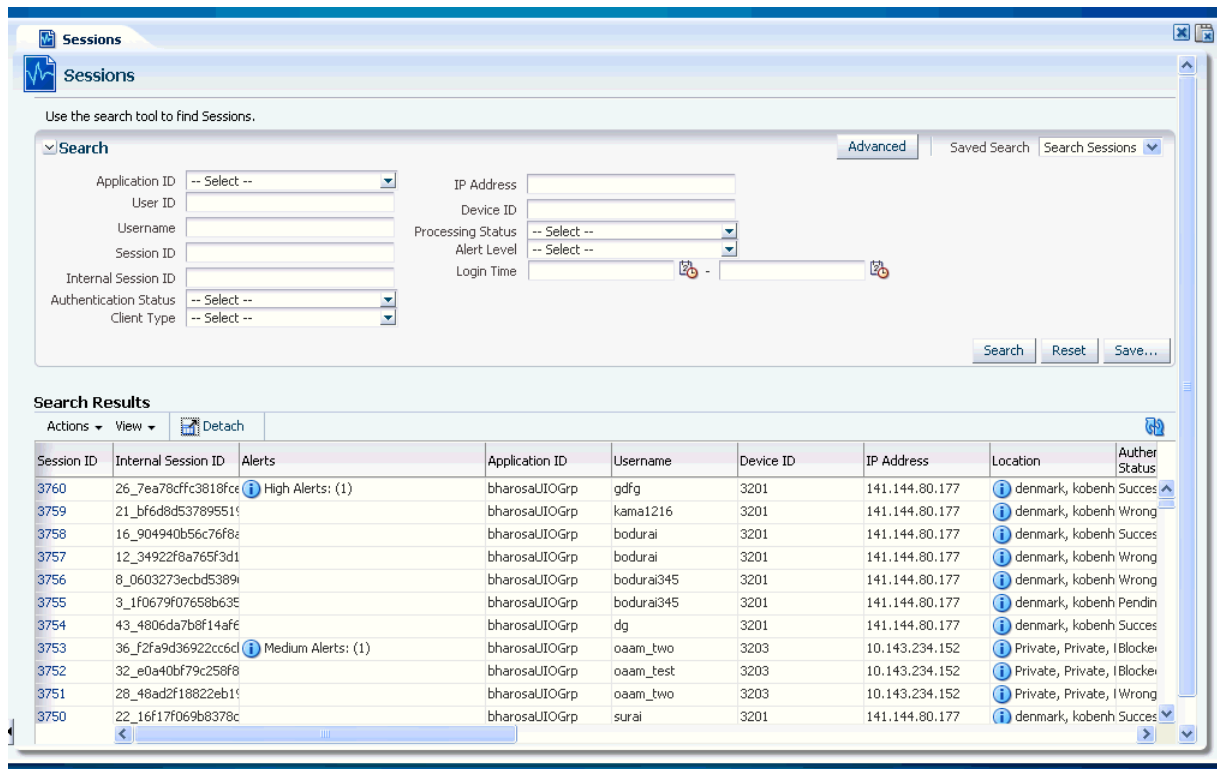 Sessions
Sessions
Use the search tool to find Sessions.
Search
Advanced
Saved Search Search Sessions
Application ID -- Select --
User ID
Username
Session ID
Internal Session ID
Authentication Status -- Select --
Client Type -- Select --
IP Address
Device ID
Processing Status -- Select --
Alert Level -- Select --
Login Time -
Search Reset Save...
Search Results
Actions View Detach
Session ID Internal Session ID Alerts Application ID Username Device ID IP Address Location Auther Status
3760 26_7ea78cffc3818fce High Alerts: (1) bharosaUIOGrp gdfg 3201 141.144.80.177 denmark, kobenh Succes
3759 21_bf6d8d537895519 bharosaUIOGrp kama1216 3201 141.144.80.177 denmark, kobenh Wrong
3758 16_904940b56c76f8a bharosaUIOGrp bodurai 3201 141.144.80.177 denmark, kobenh Succes
3757 12_34922f8a765f3d1 bharosaUIOGrp bodurai 3201 141.144.80.177 denmark, kobenh Wrong
3756 8_0603273ecbd5389 bharosaUIOGrp bodurai345 3201 141.144.80.177 denmark, kobenh Wrong
3755 3_1f0679f07658b635 bharosaUIOGrp bodurai345 3201 141.144.80.177 denmark, kobenh Pendin
3754 43_4806da7b8f14af6 bharosaUIOGrp dg 3201 141.144.80.177 denmark, kobenh Succes
3753 36_f2fa9d36922cc6cl Medium Alerts: (1) bharosaUIOGrp oaam_two 3203 10.143.234.152 Private, Private, Blocke
3752 32_e0a40bf79c258f8 bharosaUIOGrp oaam_test 3203 10.143.234.152 Private, Private, Blocke
3751 28_48ad2f18822eb19 bharosaUIOGrp oaam_two 3203 10.143.234.152 Private, Private, Wrong
3750 22_16f17f069b8378c bharosaUIOGrp surai 3201 141.144.80.177 denmark, kobenh Succes